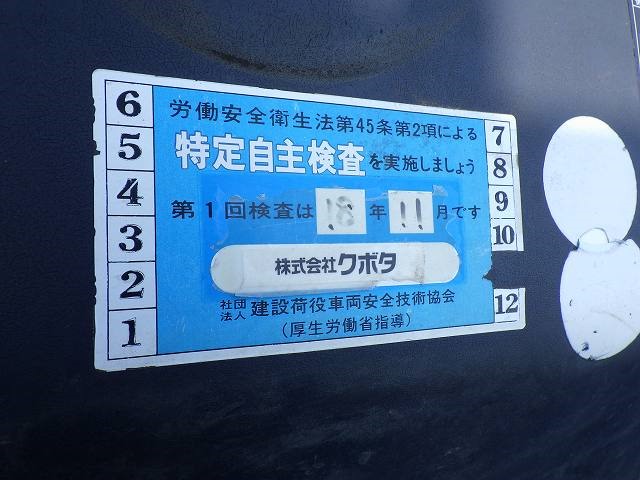 6
5
4
3
2
1
労働安全衛生法第45条第2項による
特定自主検査を実施しましょう
第1回検査は18年11月です
株式会社クボタ
社団法人 建設荷役車両安全技術協会
(厚生労働省指導)
7
8
9
10
12